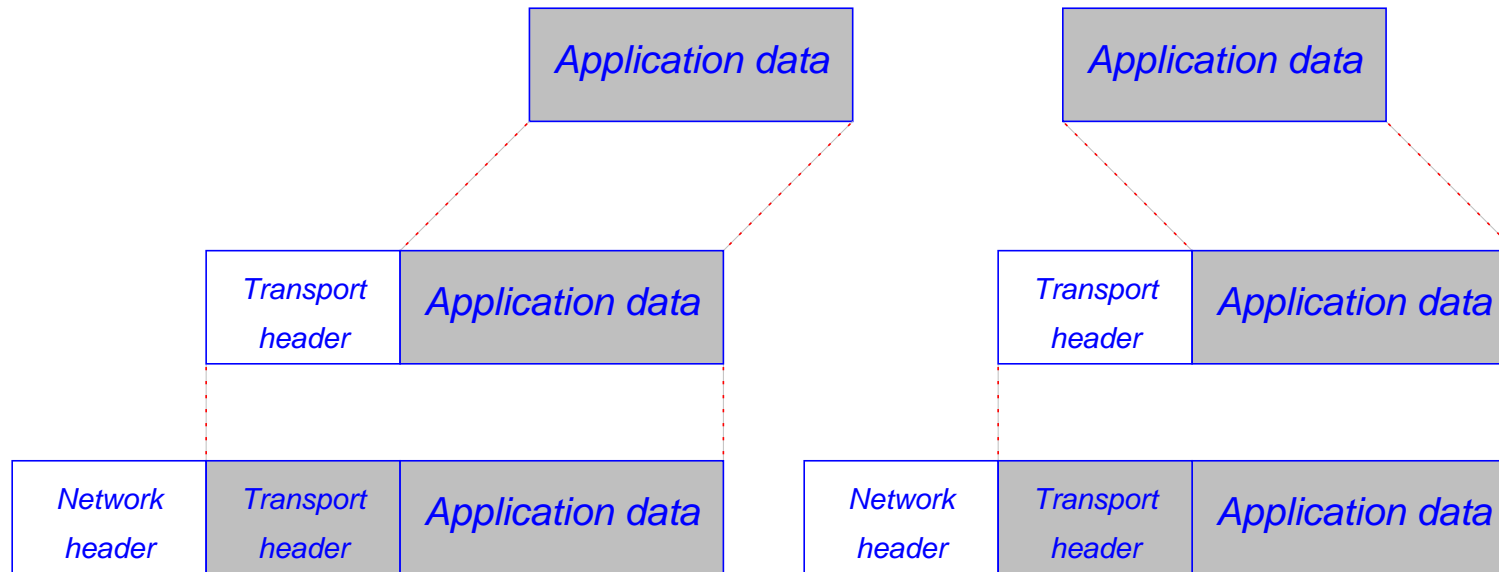 Application data
Application data
Transport
header
Application data
Transport
header
Application data
Network
header
Transport
header
Application data
Network
header
Transport
header
Application data